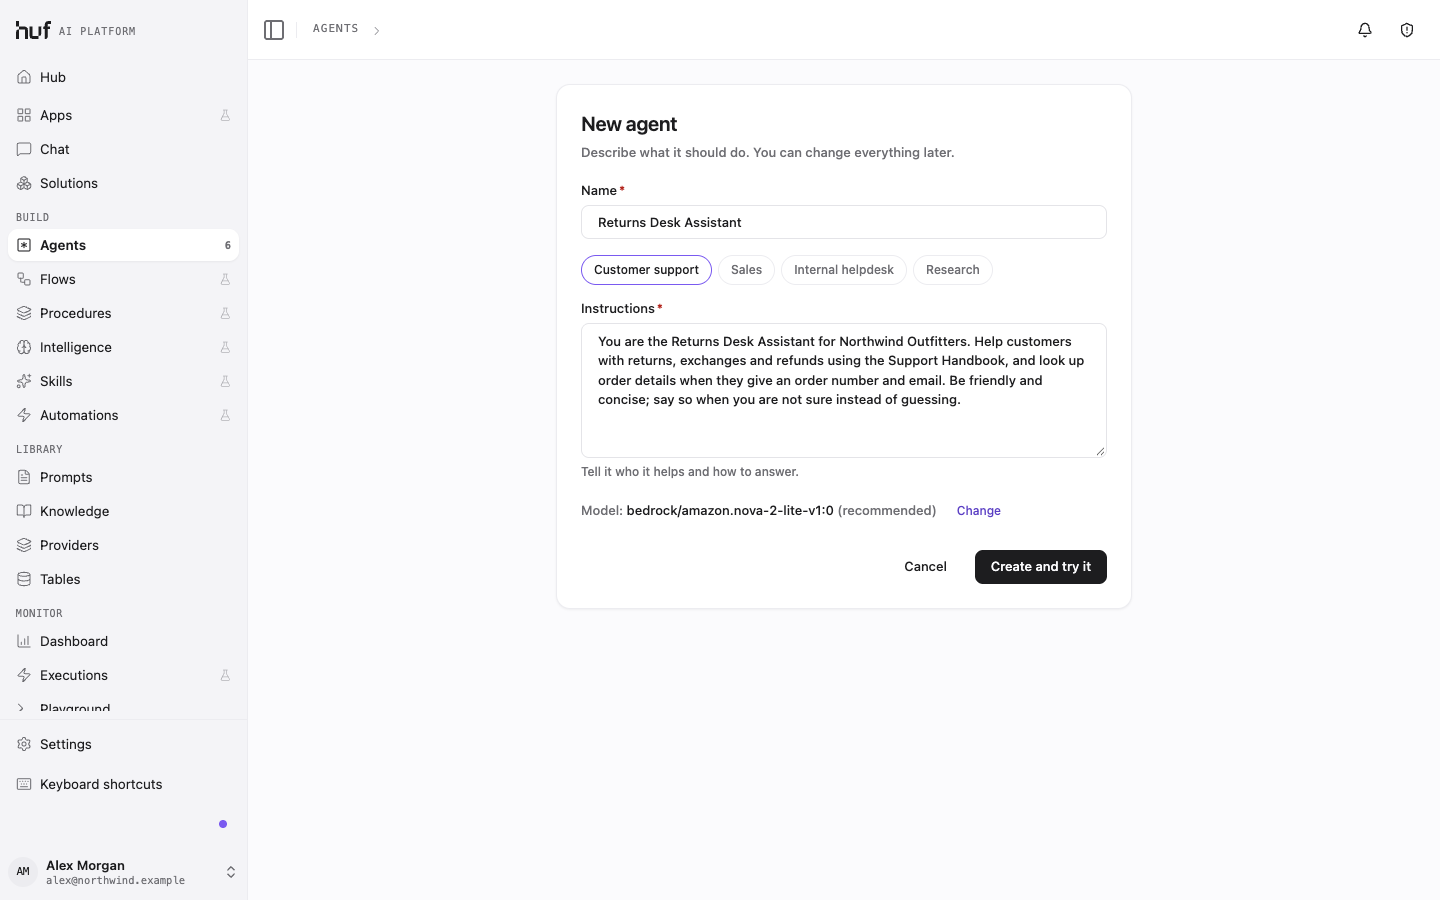 huf AI PLATFORM
Hub
Apps
Chat
Solutions
BUILD
Agents 6
Flows
Procedures
Intelligence
Skills
Automations
LIBRARY
Prompts
Knowledge
Providers
Tables
MONITOR
Dashboard
Executions
Playground
Settings
Keyboard shortcuts
AM
Alex Morgan
alex@northwind.example
AGENTS
New agent
Describe what it should do. You can change everything later.
Name*
Returns Desk Assistant
Customer support Sales Internal helpdesk Research
Instructions*
You are the Returns Desk Assistant for Northwind Outfitters. Help customers
with returns, exchanges and refunds using the Support Handbook, and look up
order details when they give an order number and email. Be friendly and
concise; say so when you are not sure instead of guessing.
Tell it who it helps and how to answer.
Model: bedrock/amazon.nova-2-lite-v1:0 (recommended) Change
Cancel Create and try it